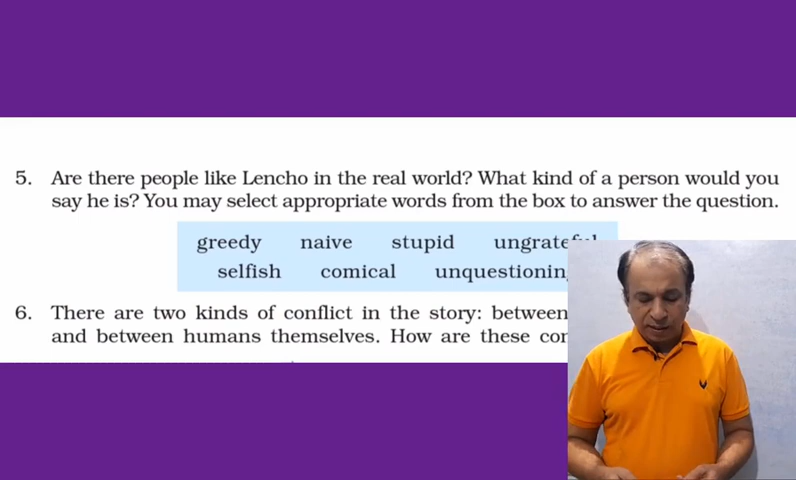 5. Are there people like Lencho in the real world? What kind of a person would you
say he is? You may select appropriate words from the box to answer the question.
greedy naive stupid
selfish comical
6. There are two kinds of conflict in the story: between
and between humans themselves. How are these